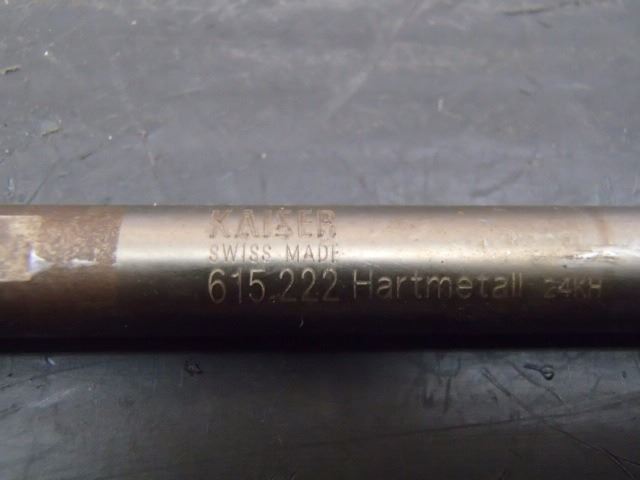 KAISER
SWISS MADE
615.222 Hartmetall 24KH